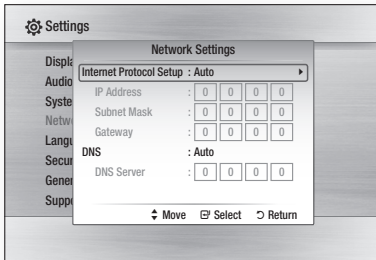 Settings
Network Settings
Displa
Internet Protocol Setup : Auto
Audio
IP Address : 0 0 0 0
Syste
Subnet Mask : 0 0 0 0
Netwo
Gateway : 0 0 0 0
Langu
DNS : Auto
Secur
DNS Server : 0 0 0 0
Gener
Suppo
Move Select Return